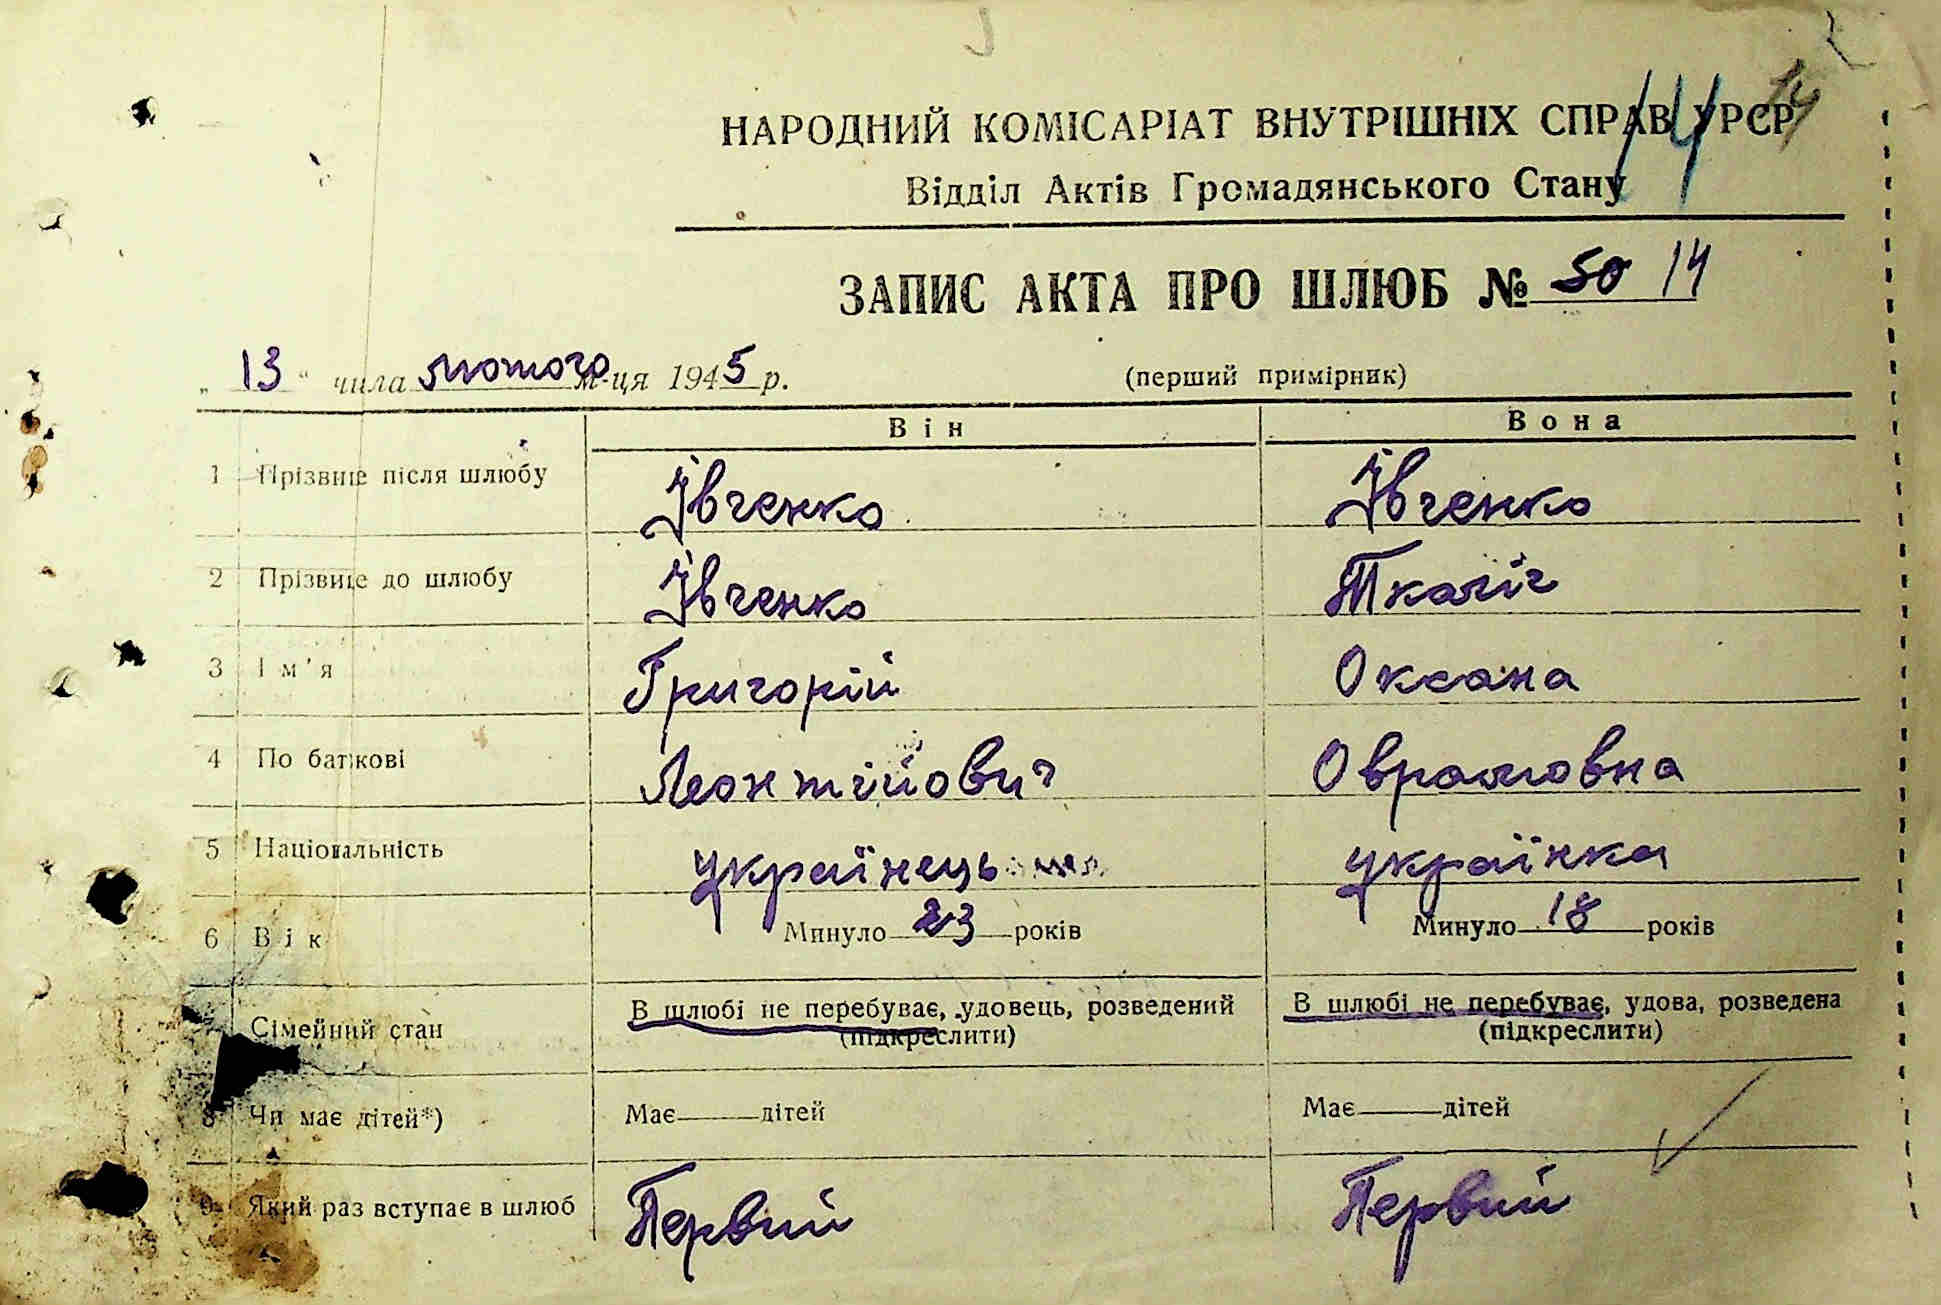 14
14
НАРОДНИЙ КОМІСАРІАТ ВНУТРІШНІХ СПРАВ УРСР
Відділ Актів Громадянського Стану
ЗАПИС АКТА ПРО ШЛЮБ № 50 14
„ 13 " числа лютого м-ця 1945 р. (перший примірник)
Він Вона
1 Прізвище після шлюбу Івченко Івченко
2 Прізвище до шлюбу Івченко Ткаліч
3 Ім'я Григорій Оксана
4 По батькові Леонтійович Оврамовна
5 Національність українець українка
6 Вік Минуло 23 років Минуло 18 років
Сімейний стан В шлюбі не перебуває, удовець, розведений (підкреслити) В шлюбі не перебуває, удова, розведена (підкреслити)
8 Чи має дітей*) Має — дітей Має — дітей
9 Який раз вступає в шлюб Первий Первий